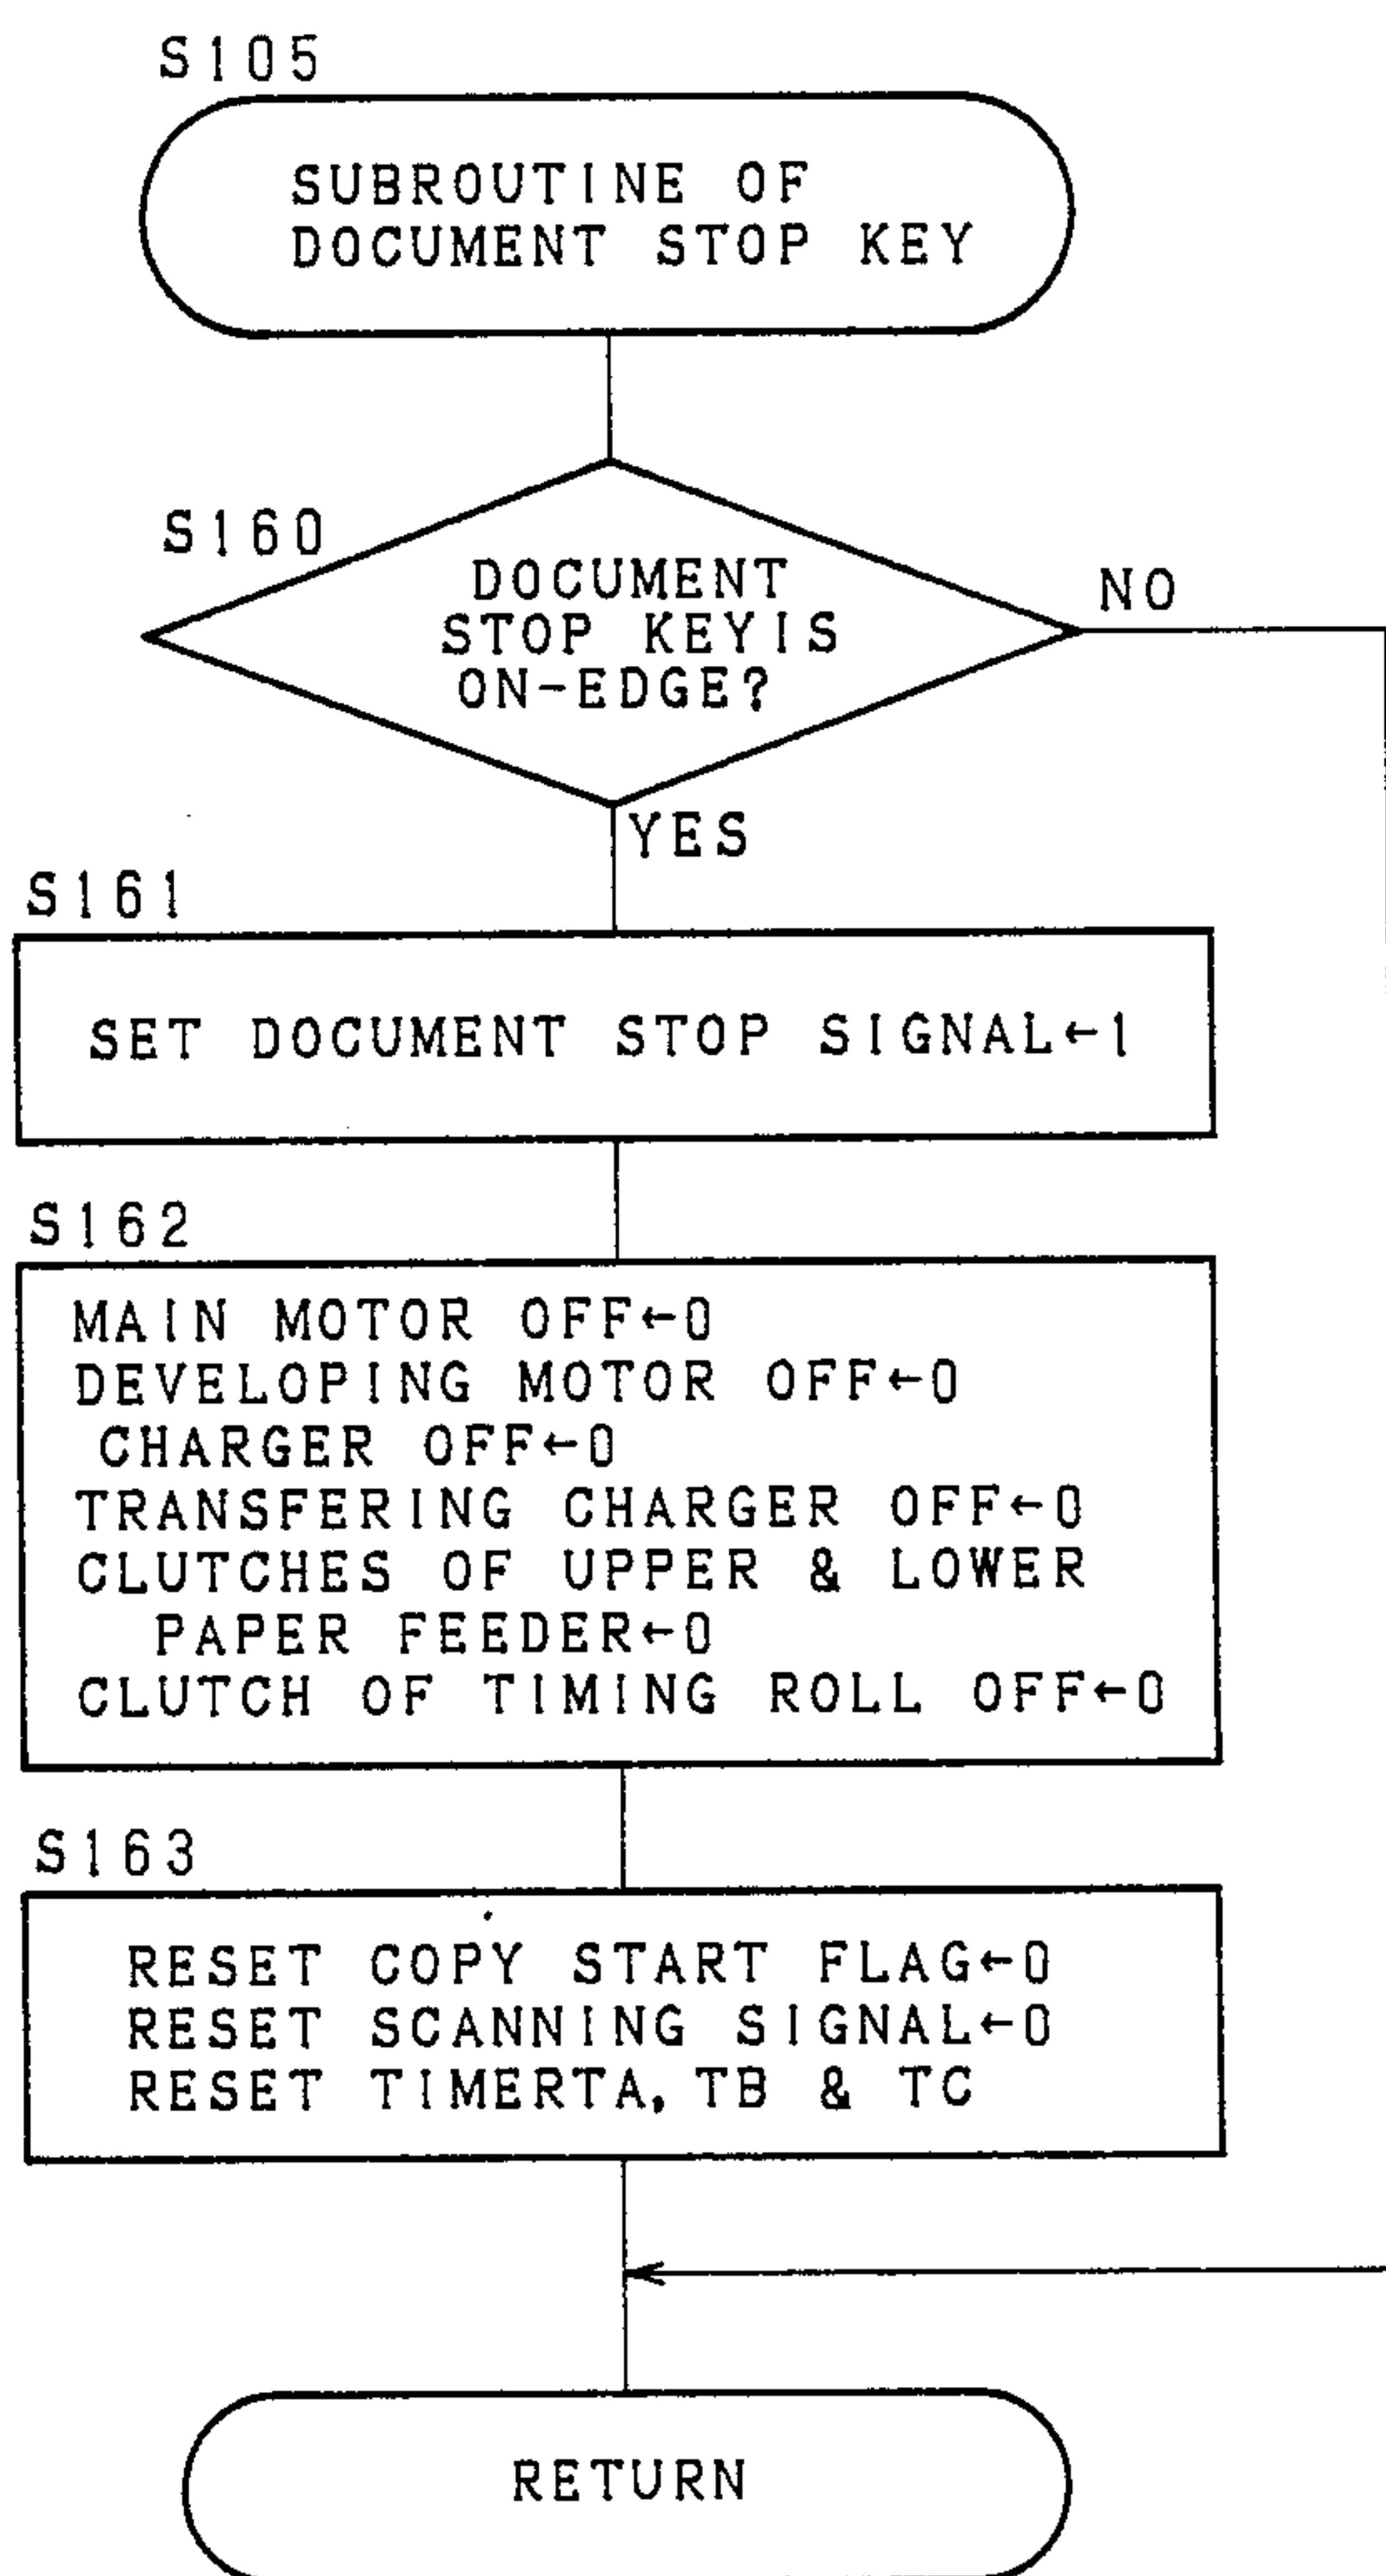 S105
SUBROUTINE OF
DOCUMENT STOP KEY
S160
DOCUMENT
STOP KEYIS
ON-EDGE?
NO
YES
S161
SET DOCUMENT STOP SIGNAL←1
S162
MAIN MOTOR OFF←0
DEVELOPING MOTOR OFF←0
CHARGER OFF←0
TRANSFERING CHARGER OFF←0
CLUTCHES OF UPPER & LOWER
PAPER FEEDER←0
CLUTCH OF TIMING ROLL OFF←0
S163
RESET COPY START FLAG←0
RESET SCANNING SIGNAL←0
RESET TIMERTA, TB & TC
RETURN